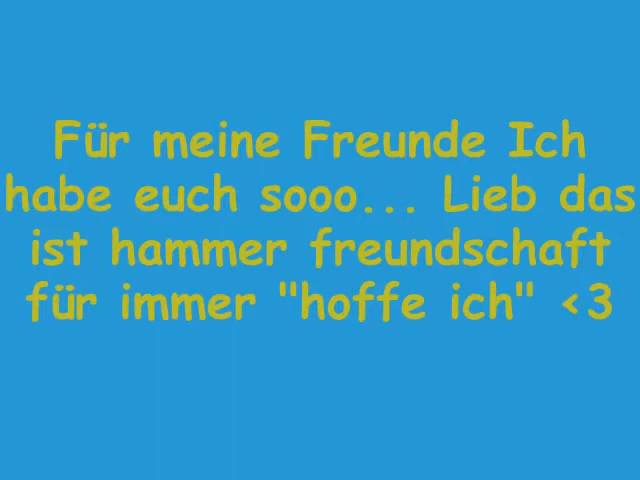 Für meine Freunde Ich
habe euch sooo... Lieb das
ist hammer freundschaft
für immer "hoffe ich" <3